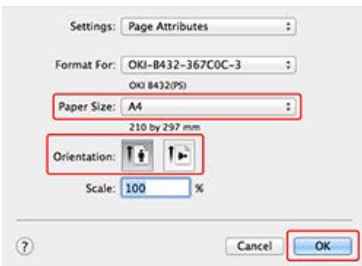 Settings: Page Attributes
Format For: OKI-B432-367C0C-3
OKI B432(PS)
Paper Size: A4
210 by 297 mm
Orientation:
Scale: 100 %
? Cancel OK